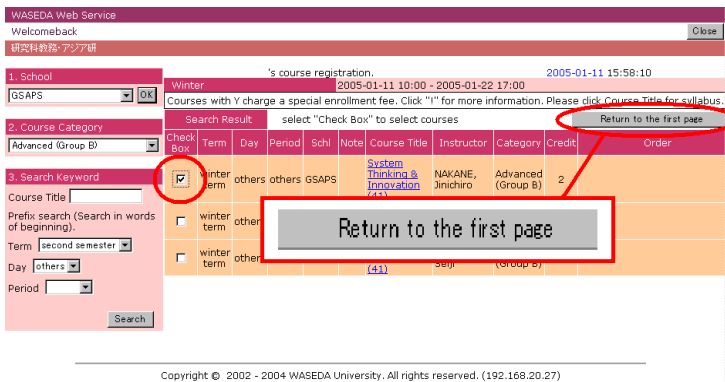 WASEDA Web Service
Welcomeback
Close
研究科教務・アジア研
1. School
GSAPS
OK
2. Course Category
Advanced (Group B)
3. Search Keyword
Course Title
Prefix search (Search in words
of beginning).
Term second semester
Day others
Period
Search
's course registration.
2005-01-11 15:58:10
Winter 2005-01-11 10:00 - 2005-01-22 17:00
Courses with Y charge a special enrollment fee. Click "!" for more information. Please click Course Title for syllabus.
Search Result select "Check Box" to select courses Return to the first page
Check Box Term Day Period Schl Note Course Title Instructor Category Credit Order
winter term others others GSAPS System Thinking & Innovation (41) NAKANE, Jinichiro Advanced (Group B) 2
winter term other
Return to the first page
winter term other (41) Seiji (Group B)
Copyright © 2002 - 2004 WASEDA University. All rights reserved. (192.168.20.27)